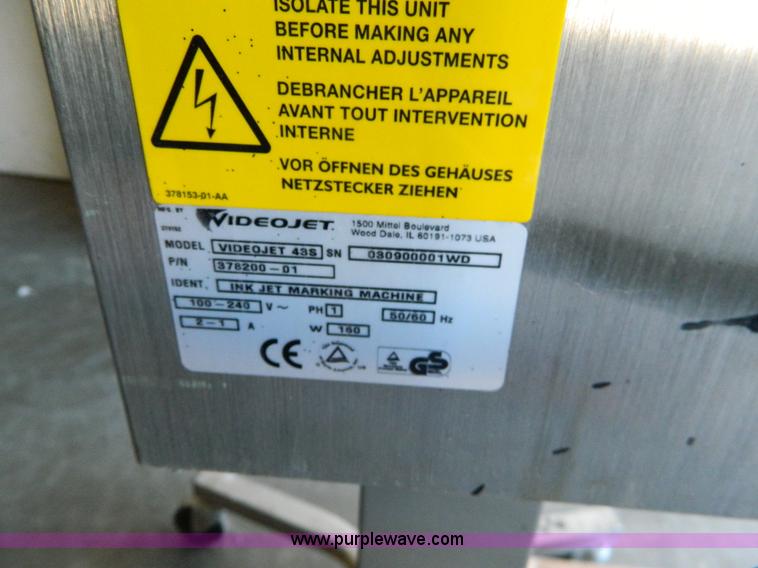 ISOLATE THIS UNIT
BEFORE MAKING ANY
INTERNAL ADJUSTMENTS
DEBRANCHER L'APPAREIL
AVANT TOUT INTERVENTION
INTERNE
VOR ÖFFNEN DES GEHÄUSES
NETZSTECKER ZIEHEN
378153-01-AA
MFG. BY
VIDEOJET
1500 Mittel Boulevard
Wood Dale, IL 60191-1073 USA
MODEL VIDEOJET 43S SN 030900001WD
P/N 378200-01
IDENT. INK JET MARKING MACHINE
100-240 V~ PH 1 50/60 Hz
2-1 A W 160
CE
GS
www.purplewave.com